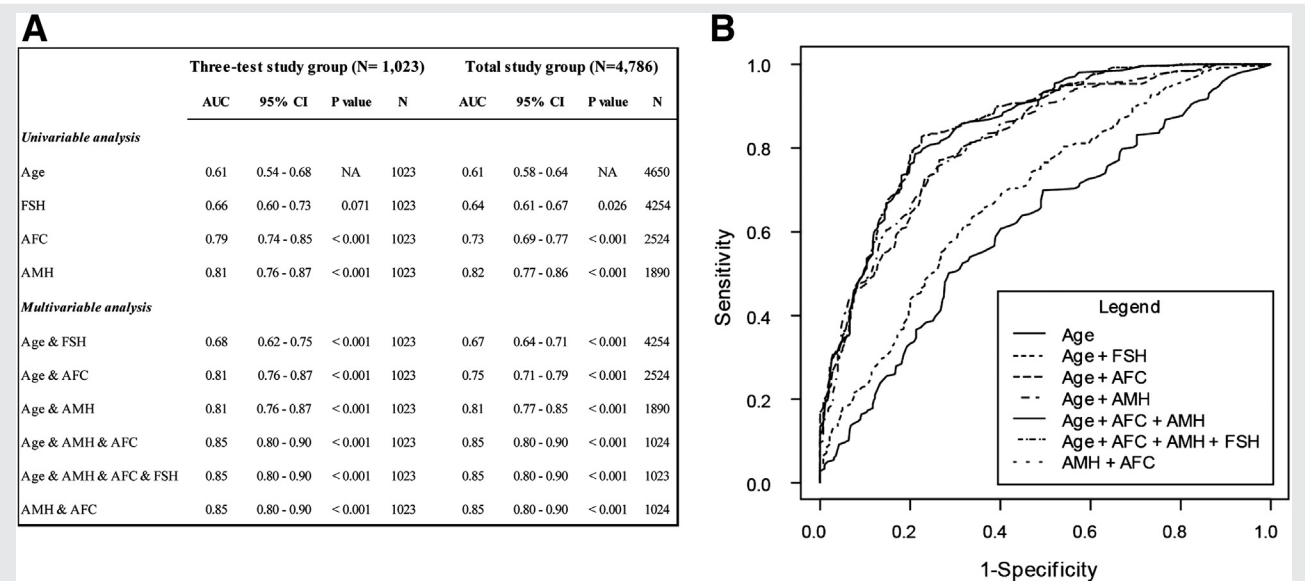 A
Three-test study group (N= 1,023) Total study group (N=4,786)
AUC 95% CI P value N AUC 95% CI P value N
Univariable analysis
Age 0.61 0.54 - 0.68 NA 1023 0.61 0.58 - 0.64 NA 4650
FSH 0.66 0.60 - 0.73 0.071 1023 0.64 0.61 - 0.67 0.026 4254
AFC 0.79 0.74 - 0.85 < 0.001 1023 0.73 0.69 - 0.77 < 0.001 2524
AMH 0.81 0.76 - 0.87 < 0.001 1023 0.82 0.77 - 0.86 < 0.001 1890
Multivariable analysis
Age & FSH 0.68 0.62 - 0.75 < 0.001 1023 0.67 0.64 - 0.71 < 0.001 4254
Age & AFC 0.81 0.76 - 0.87 < 0.001 1023 0.75 0.71 - 0.79 < 0.001 2524
Age & AMH 0.81 0.76 - 0.87 < 0.001 1023 0.81 0.77 - 0.85 < 0.001 1890
Age & AMH & AFC 0.85 0.80 - 0.90 < 0.001 1023 0.85 0.80 - 0.90 < 0.001 1024
Age & AMH & AFC & FSH 0.85 0.80 - 0.90 < 0.001 1023 0.85 0.80 - 0.90 < 0.001 1023
AMH & AFC 0.85 0.80 - 0.90 < 0.001 1023 0.85 0.80 - 0.90 < 0.001 1024
B
Sensitivity
1.0
0.8
0.6
0.4
0.2
0.0
Legend
Age
Age + FSH
Age + AFC
Age + AMH
Age + AFC + AMH
Age + AFC + AMH + FSH
AMH + AFC
0.0 0.2 0.4 0.6 0.8 1.0
1-Specificity